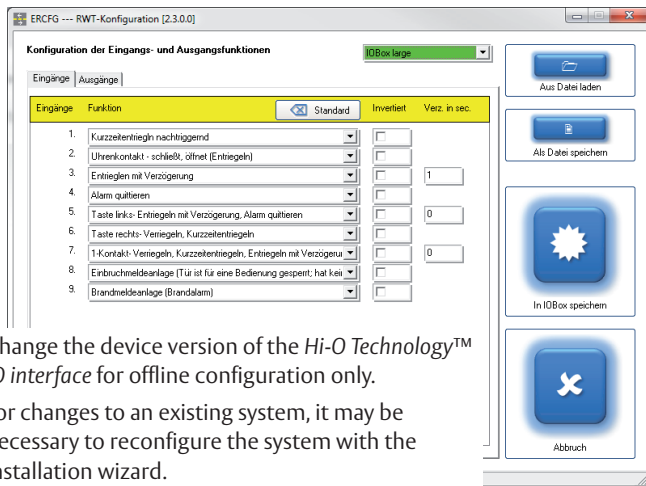 ERCFG --- RWT-Konfiguration [2.3.0.0]
Konfiguration der Eingangs- und Ausgangsfunktionen
IOBox large
Eingänge Ausgänge
Eingänge Funktion Standard Invertiert Verz. in sec.
1. Kurzzeitentriegln nachtriggernd
2. Uhrenkontakt - schließt, öffnet (Entriegeln)
3. Entrieglen mit Verzögerung 1
4. Alarm quittieren
5. Taste links- Entriegeln mit Verzögerung, Alarm quittieren 0
6. Taste rechts- Verriegeln, Kurzzeitentriegeln
7. 1-Kontakt- Verriegeln, Kurzzeitentriegeln, Entriegeln mit Verzögerun 0
8. Einbruchmeldeanlage (Tür ist für eine Bedienung gesperrt; hat kein
9. Brandmeldeanlage (Brandalarm)
Aus Datei laden
Als Datei speichern
In IOBox speichern
Abbruch
hange the device version of the Hi-O Technology™
O interface for offline configuration only.
or changes to an existing system, it may be
ecessary to reconfigure the system with the
nstallation wizard.